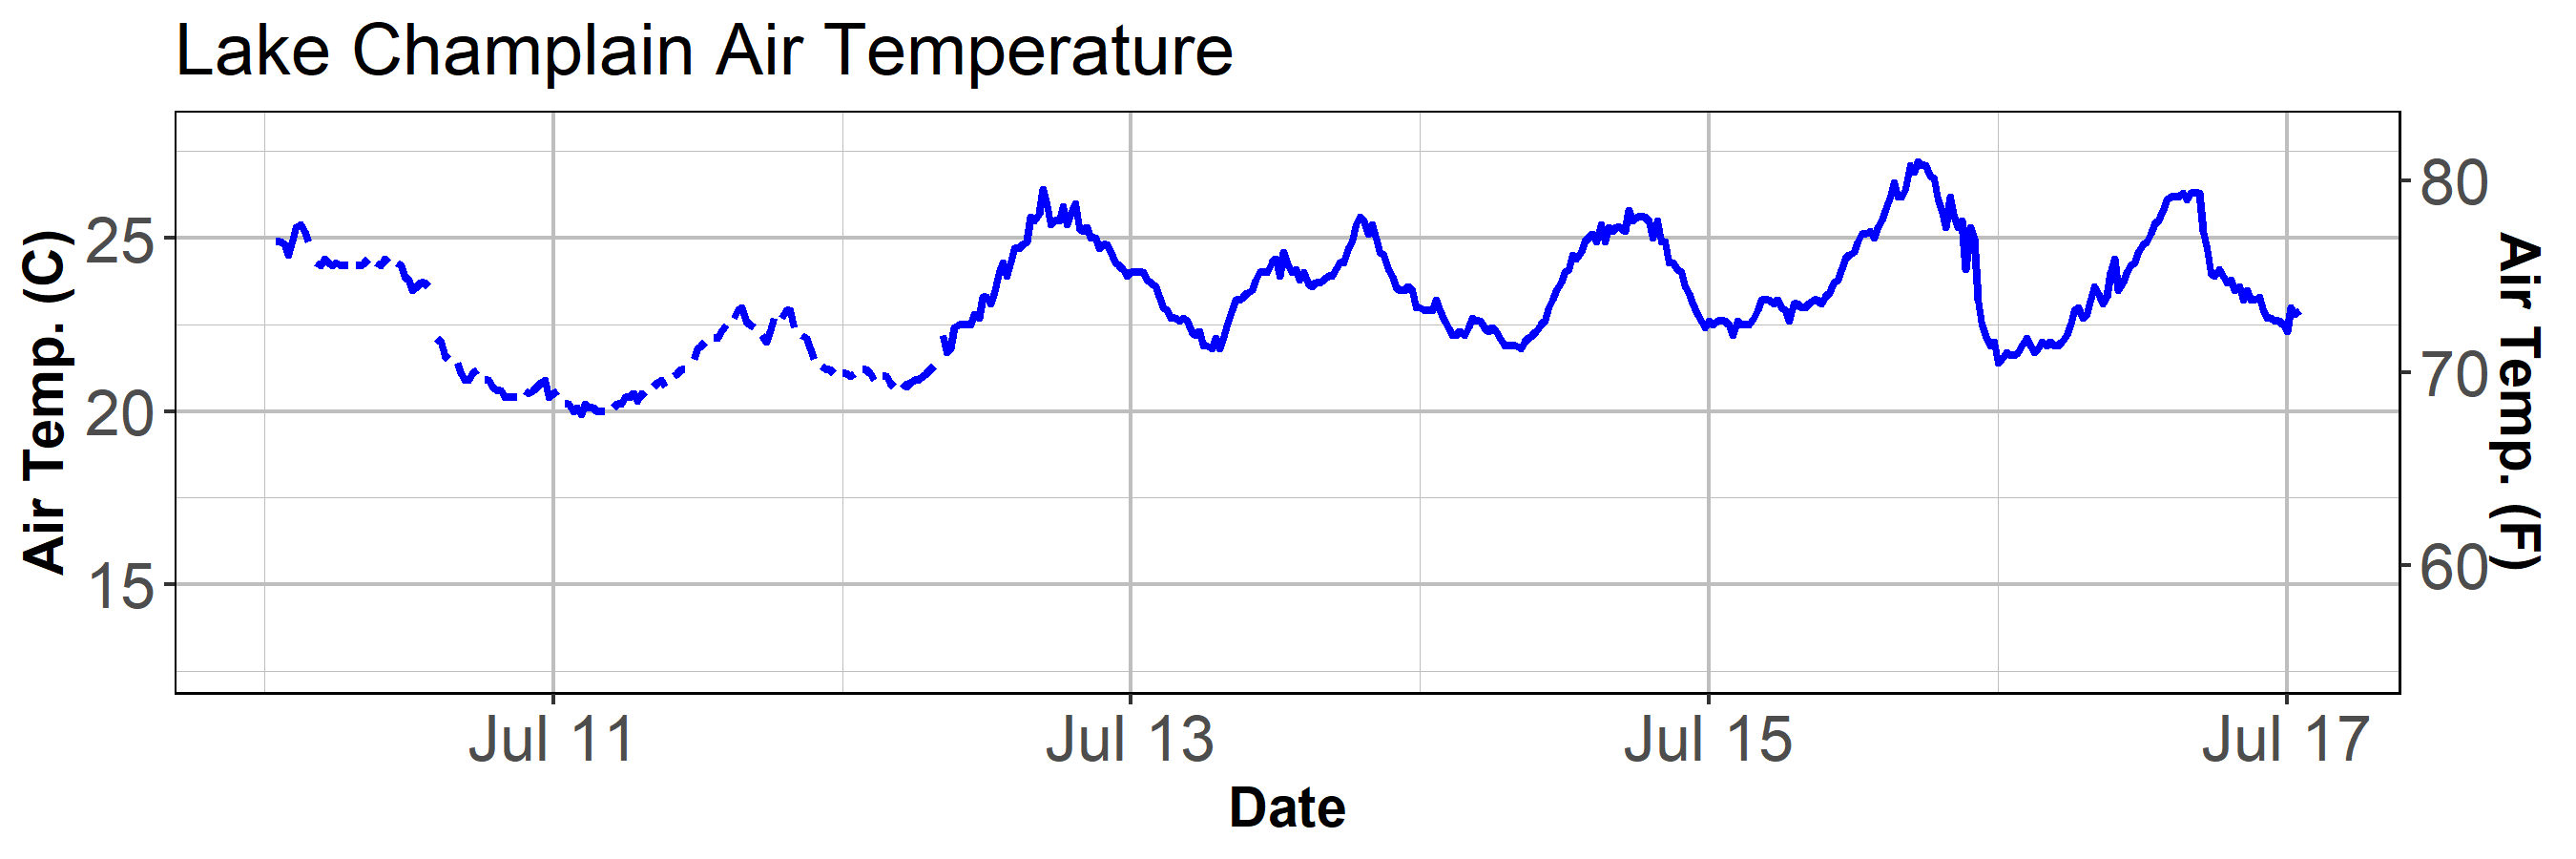 Lake Champlain Air Temperature
Air Temp. (C)
25
20
15
80
70
60
Air Temp. (F)
Jul 11
Jul 13
Jul 15
Jul 17
Date